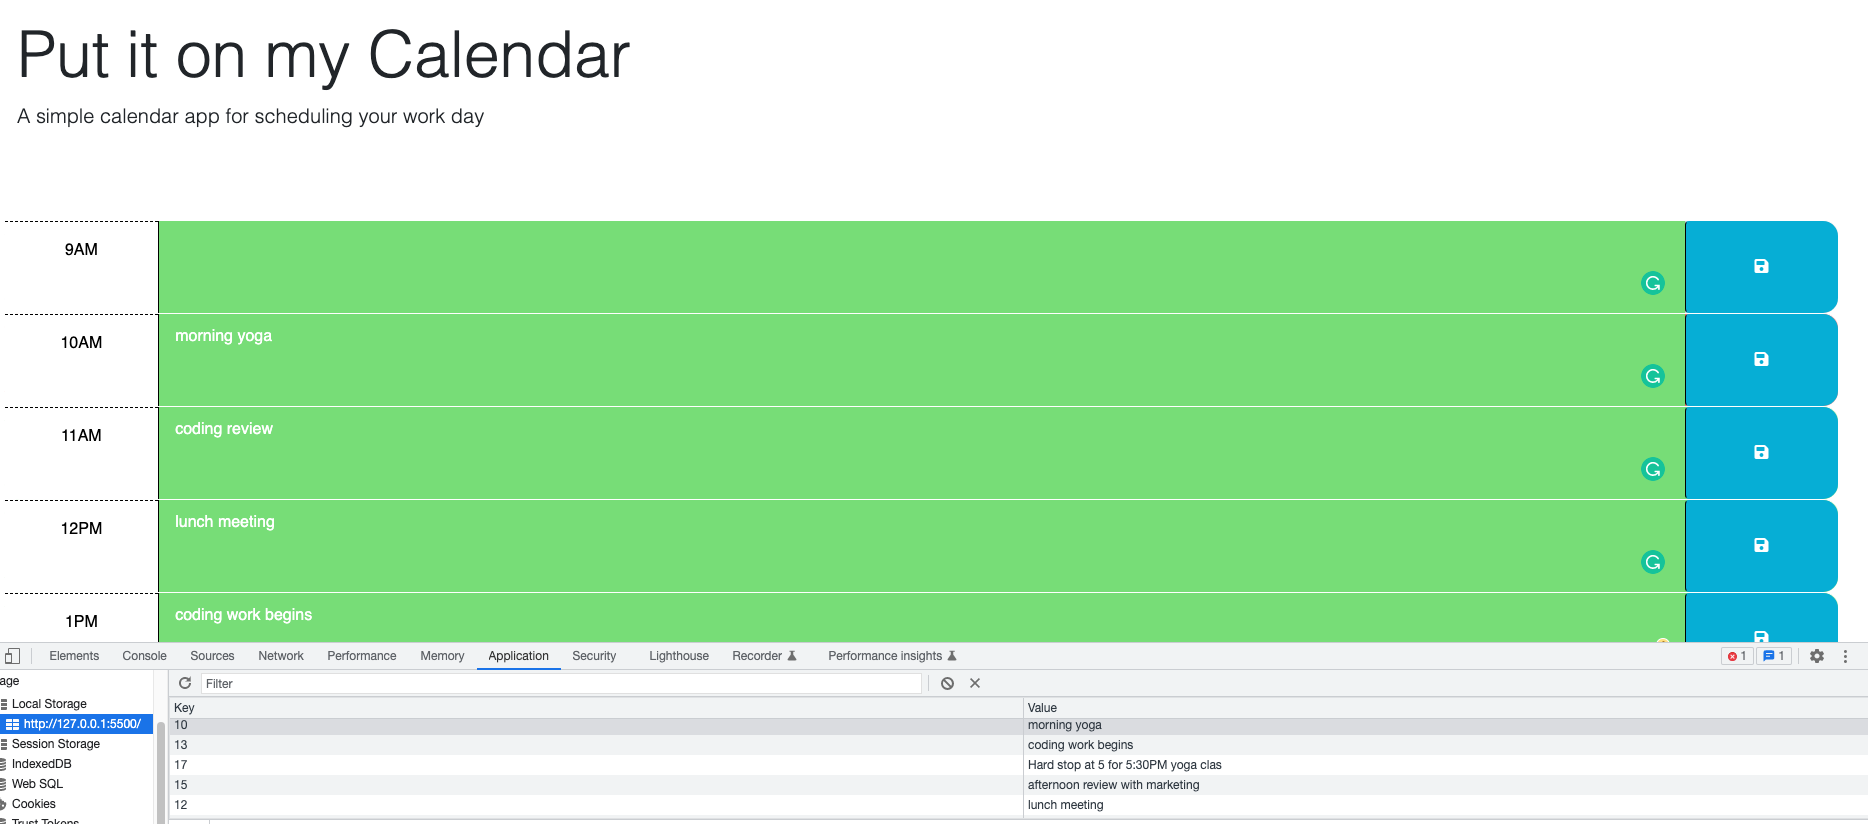 Put it on my Calendar
A simple calendar app for scheduling your work day
9AM
10AM morning yoga
11AM coding review
12PM lunch meeting
1PM coding work begins
Elements Console Sources Network Performance Memory Application Security Lighthouse Recorder Performance insights 1 1
age
Filter
Local Storage
http://127.0.0.1:5500/
Session Storage
IndexedDB
Web SQL
Cookies
Trust Tokens
Key Value
10 morning yoga
13 coding work begins
17 Hard stop at 5 for 5:30PM yoga clas
15 afternoon review with marketing
12 lunch meeting